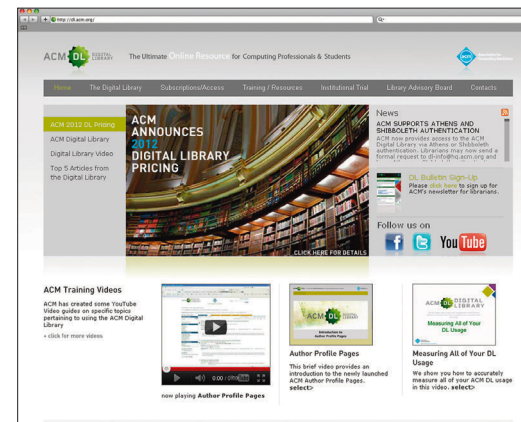 http://dl.acm.org/
ACM DL DIGITAL LIBRARY
The Ultimate Online Resource for Computing Professionals & Students
Home The Digital Library Subscriptions/Access Training / Resources Institutional Trial Library Advisory Board Contacts
ACM 2012 DL Pricing
ACM Digital Library
Digital Library Video
Top 5 Articles from
the Digital Library
ACM
ANNOUNCES
2012
DIGITAL LIBRARY
PRICING
CLICK HERE FOR DETAILS
News
ACM SUPPORTS ATHENS AND
SHIBBOLETH AUTHENTICATION
ACM now provides access to the ACM
Digital Library via Athens or Shibboleth
authentication. Librarians may now send a
formal request to dl-info@hq.acm.org and
DL Bulletin Sign-Up
Please click here to sign up for
ACM's newsletter for librarians.
Follow us on
f t YouTube
ACM Training Videos
ACM has created some YouTube
Video guides on specific topics
pertaining to using the ACM Digital
Library
» click for more videos
0:00
now playing Author Profile Pages
ACM DL
Introduction to
Author Profile Pages
Author Profile Pages
This brief video provides an
introduction to the newly launched
ACM Author Profile Pages.
select>
ACM DL DIGITAL LIBRARY
Measuring All of Your
DL Usage
Measuring All of Your DL
Usage
We show you how to accurately
measure all of your ACM DL usage
in this video. select>